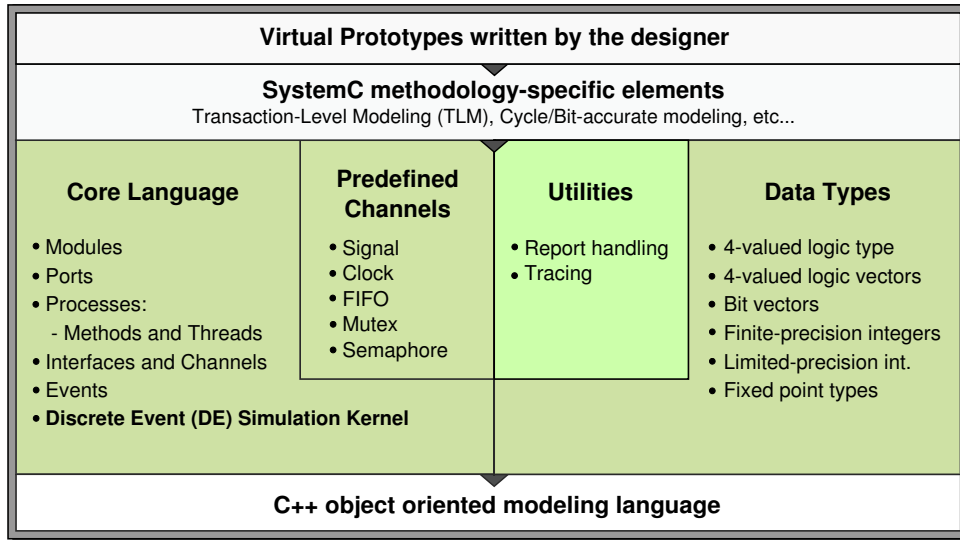 Virtual Prototypes written by the designer
SystemC methodology-specific elements
Transaction-Level Modeling (TLM), Cycle/Bit-accurate modeling, etc...
Core Language
• Modules
• Ports
• Processes:
- Methods and Threads
• Interfaces and Channels
• Events
• Discrete Event (DE) Simulation Kernel
Predefined
Channels
• Signal
• Clock
• FIFO
• Mutex
• Semaphore
Utilities
• Report handling
• Tracing
Data Types
• 4-valued logic type
• 4-valued logic vectors
• Bit vectors
• Finite-precision integers
• Limited-precision int.
• Fixed point types
C++ object oriented modeling language